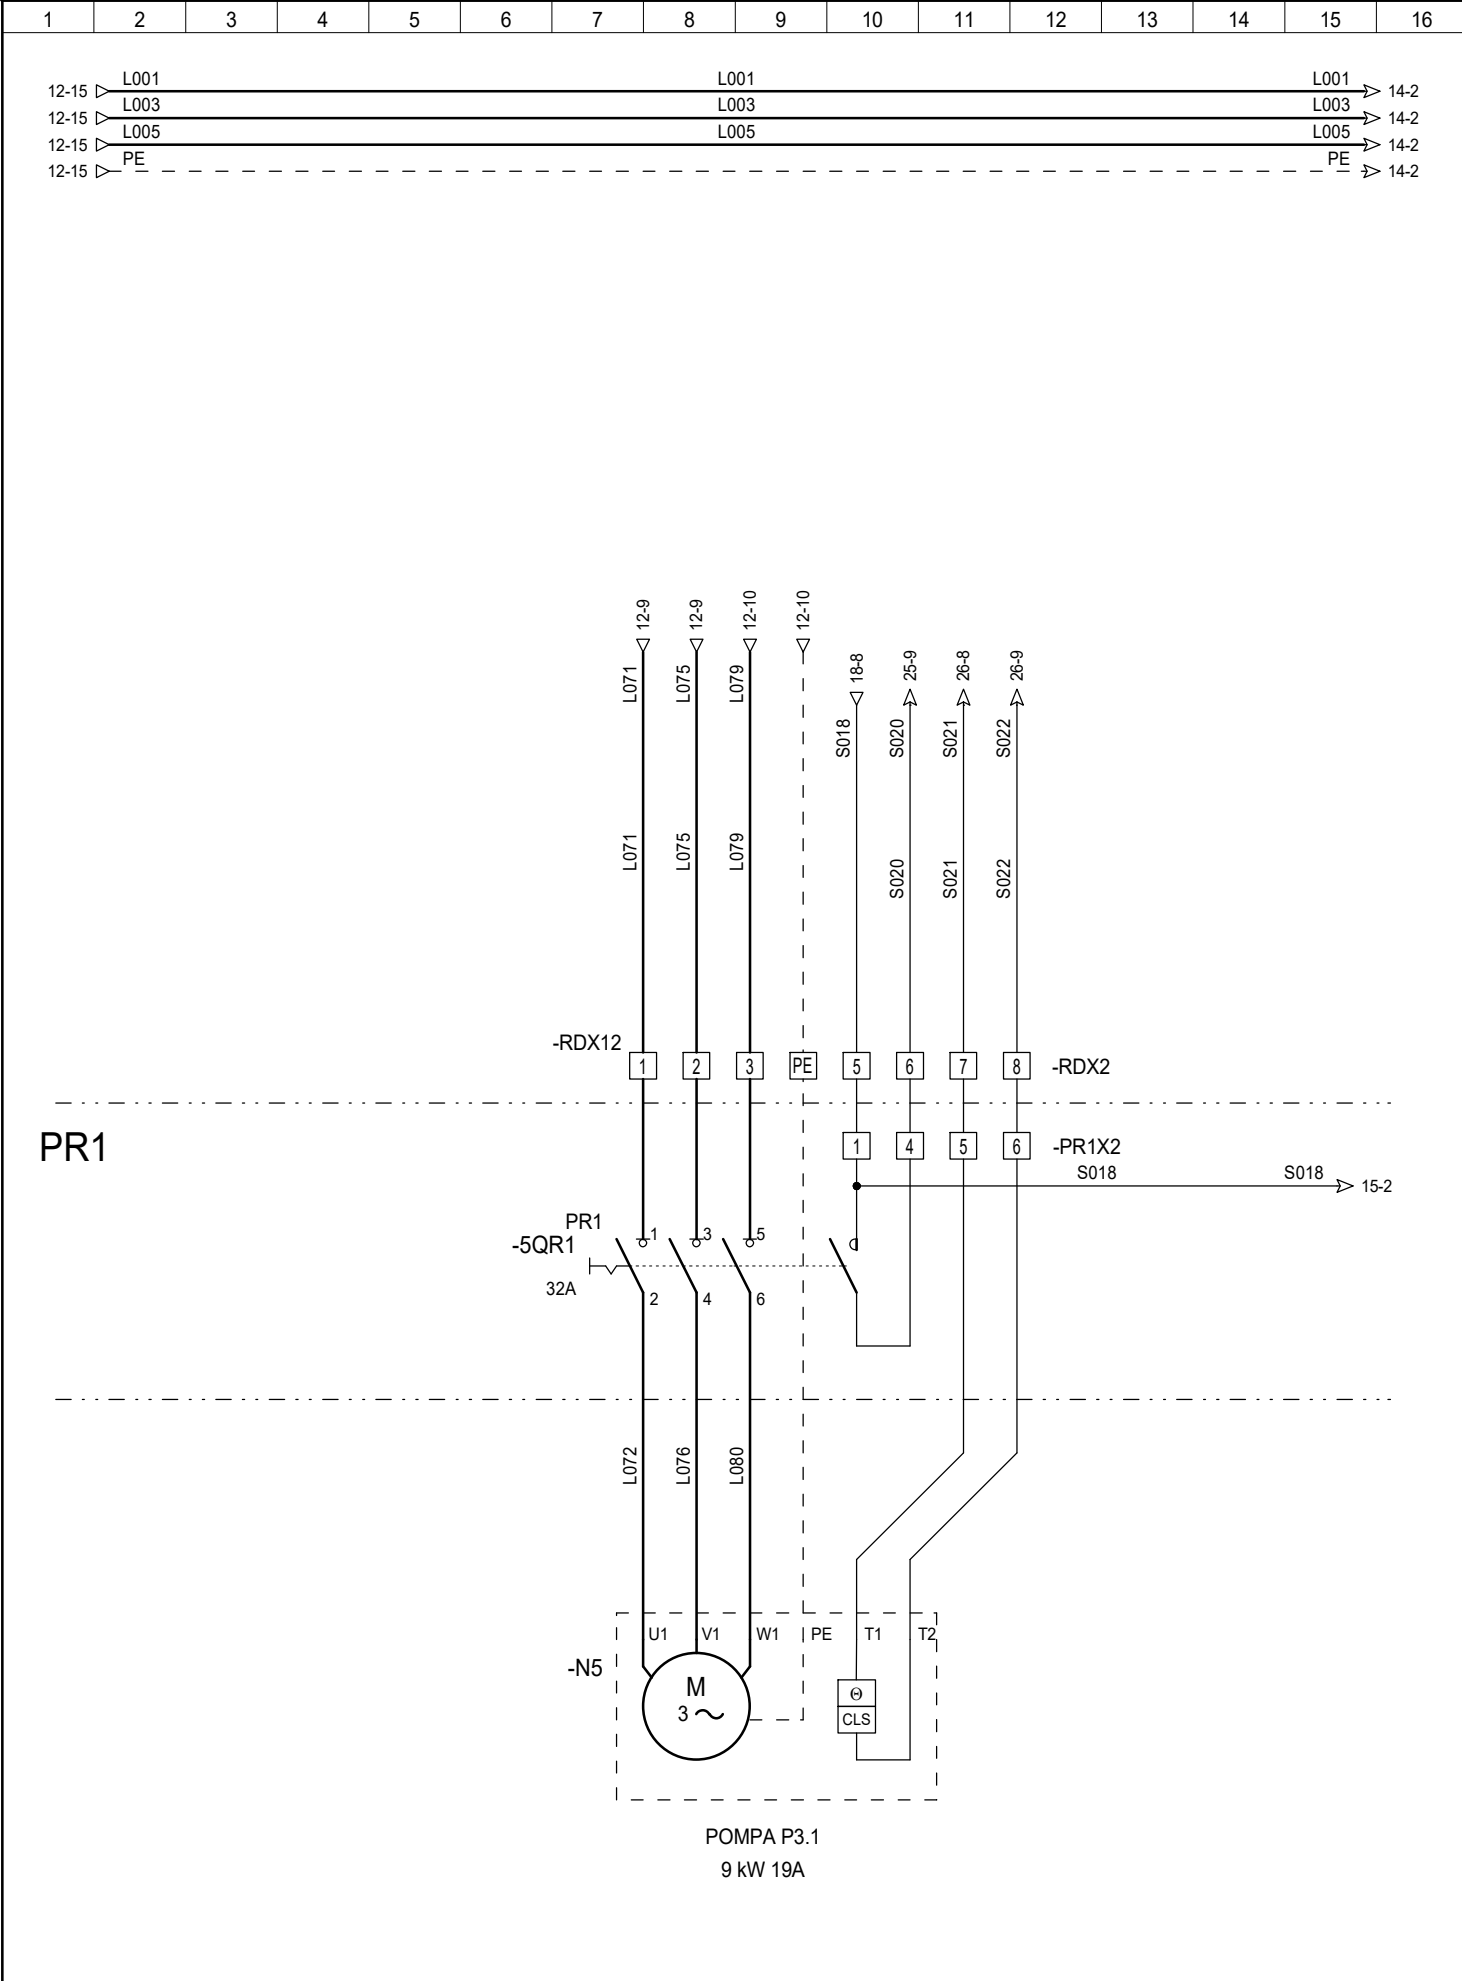 1 2 3 4 5 6 7 8 9 10 11 12 13 14 15 16
12-15 L001 L001 L001 14-2
12-15 L003 L003 L003 14-2
12-15 L005 L005 L005 14-2
12-15 PE PE 14-2
12-9 12-9 12-10 12-10 18-8 25-9 26-8 26-9
L071 L075 L079 S018 S020 S021 S022
L071 L075 L079 S020 S021 S022
-RDX12 1 2 3 PE 5 6 7 8 -RDX2
PR1 1 4 5 6 -PR1X2
S018 S018 15-2
PR1 1 3 5
-5QR1
32A 2 4 6
L072 L076 L080
U1 V1 W1 PE T1 T2
-N5
M Θ
3 CLS
POMPA P3.1
9 kW 19A